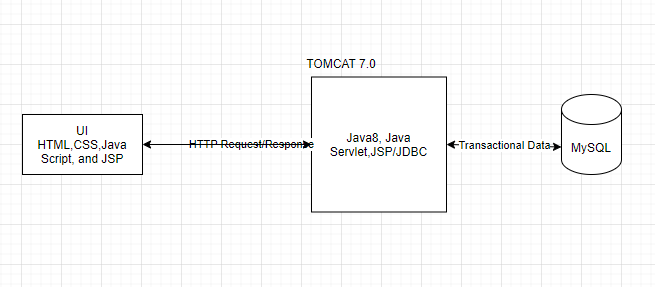 TOMCAT 7.0
UI
HTML,CSS,Java
Script, and JSP
HTTP Request/Response
Java8, Java
Servlet,JSP/JDBC
Transactional Data
MySQL